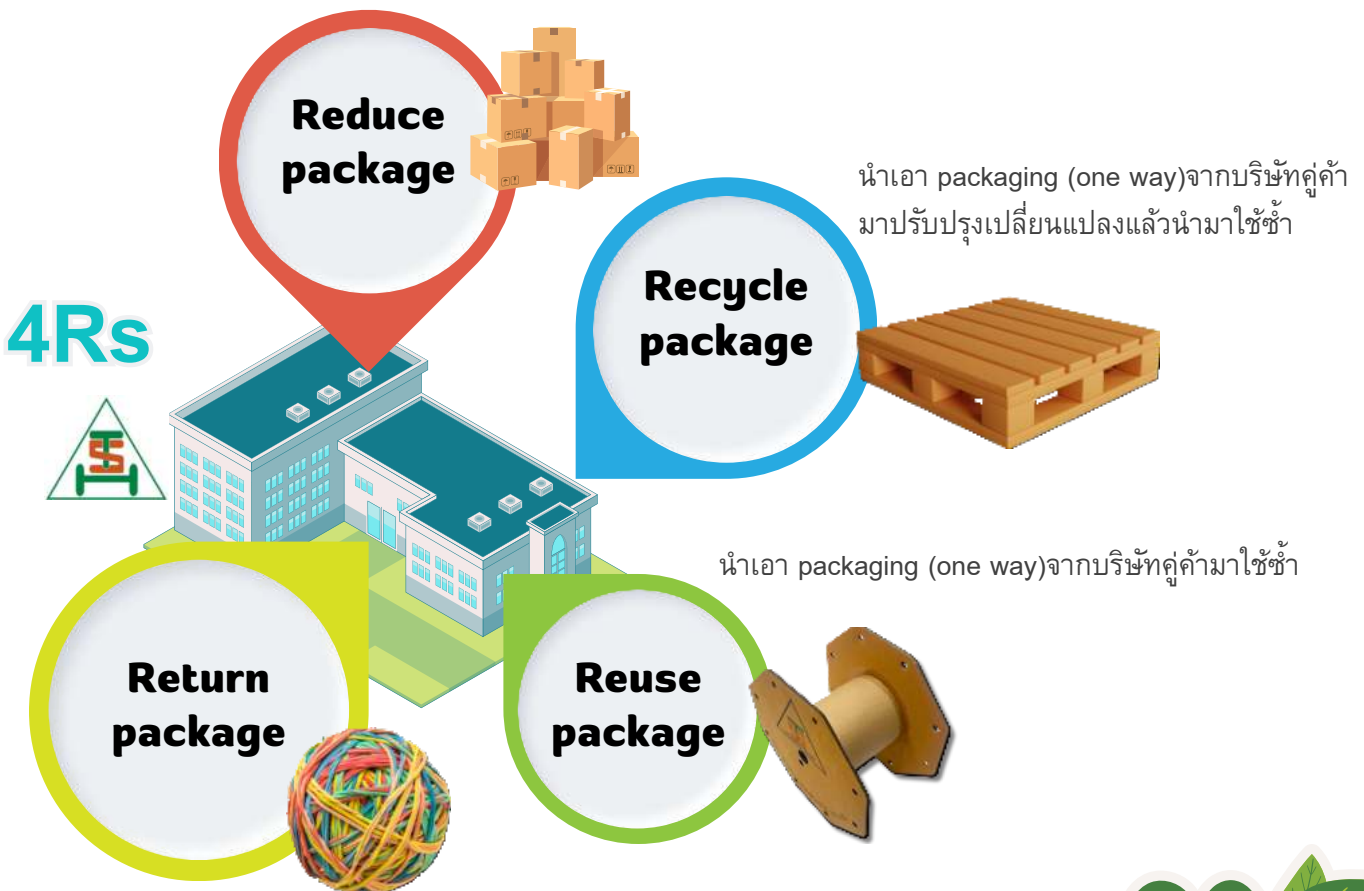 Reduce
package
นำเอา packaging (one way)จากบริษัทคู่ค้า
มาปรับปรุงเปลี่ยนแปลงแล้วนำมาใช้ซ้ำ
Recycle
package
4Rs
นำเอา packaging (one way)จากบริษัทคู่ค้ามาใช้ซ้ำ
Return
package
Reuse
package